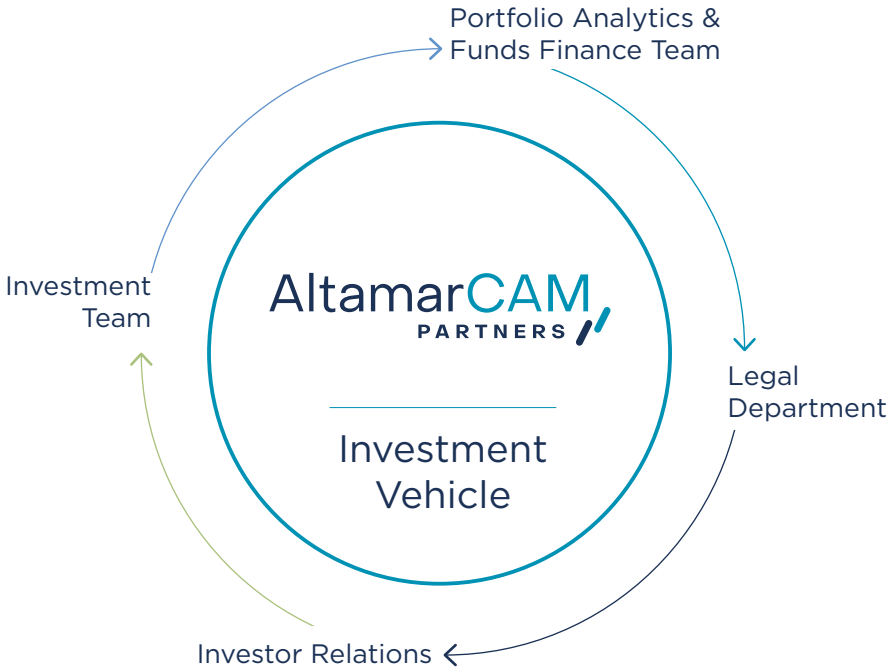 Portfolio Analytics &
Funds Finance Team
Investment
Team
AltamarCAM
PARTNERS
Legal
Department
Investment
Vehicle
Investor Relations